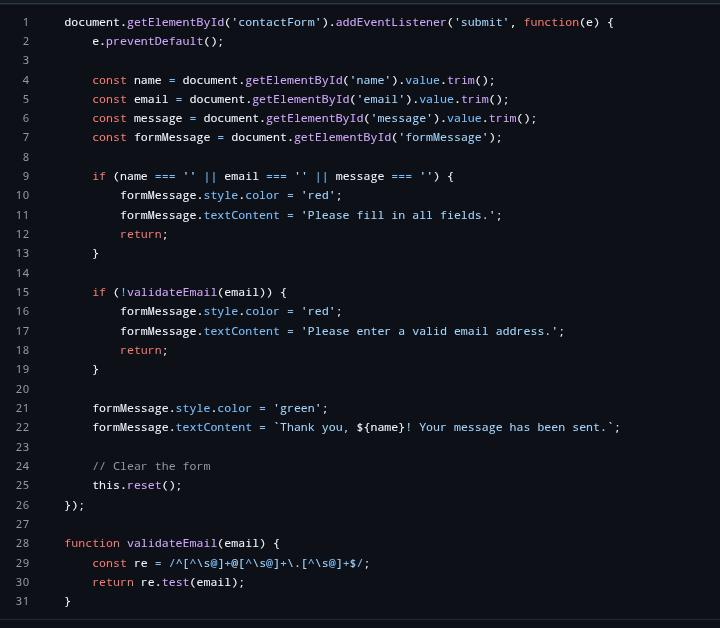 1 document.getElementById('contactForm').addEventListener('submit', function(e) {
2     e.preventDefault();
3
4     const name = document.getElementById('name').value.trim();
5     const email = document.getElementById('email').value.trim();
6     const message = document.getElementById('message').value.trim();
7     const formMessage = document.getElementById('formMessage');
8
9     if (name === '' || email === '' || message === '') {
10         formMessage.style.color = 'red';
11         formMessage.textContent = 'Please fill in all fields.';
12         return;
13     }
14
15     if (!validateEmail(email)) {
16         formMessage.style.color = 'red';
17         formMessage.textContent = 'Please enter a valid email address.';
18         return;
19     }
20
21     formMessage.style.color = 'green';
22     formMessage.textContent = `Thank you, ${name}! Your message has been sent.`;
23
24     // Clear the form
25     this.reset();
26 });
27
28 function validateEmail(email) {
29     const re = /^[^\s@]+@[^\s@]+\.[^\s@]+$/;
30     return re.test(email);
31 }